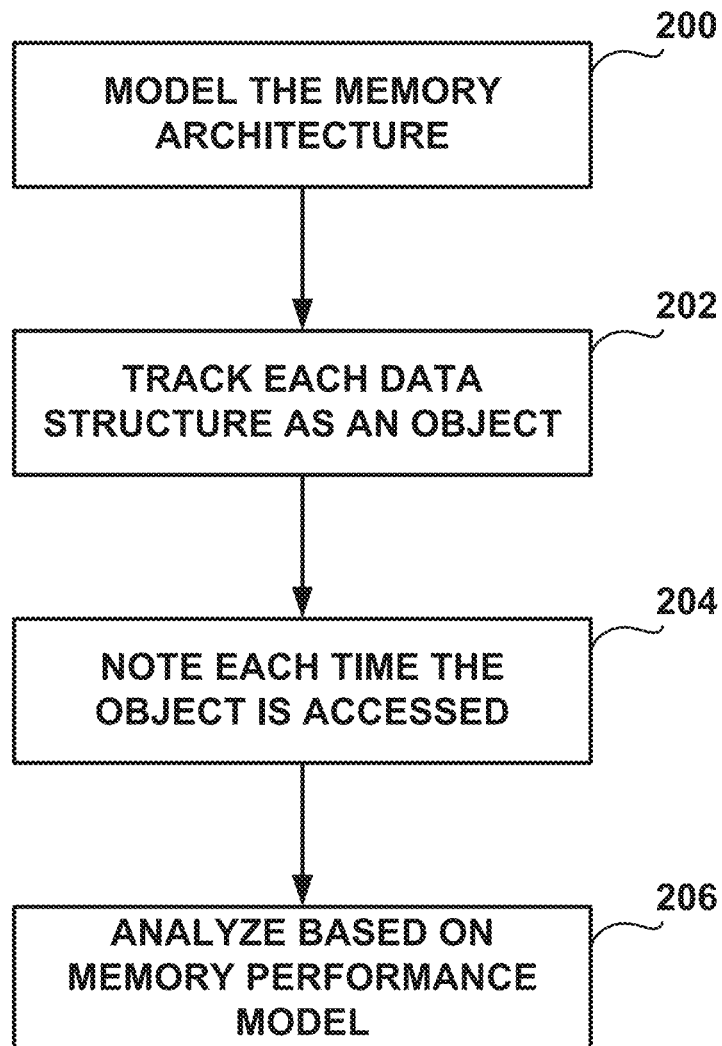 200
MODEL THE MEMORY
ARCHITECTURE
202
TRACK EACH DATA
STRUCTURE AS AN OBJECT
204
NOTE EACH TIME THE
OBJECT IS ACCESSED
206
ANALYZE BASED ON
MEMORY PERFORMANCE
MODEL